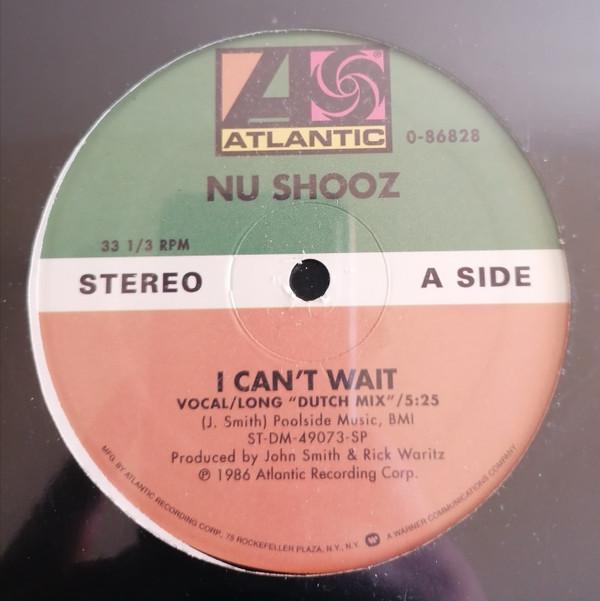 ATLANTIC
0-86828
NU SHOOZ
33 1/3 RPM
STEREO
A SIDE
I CAN'T WAIT
VOCAL/LONG "DUTCH MIX"/5:25
(J. Smith) Poolside Music, BMI
ST-DM-49073-SP
Produced by John Smith & Rick Waritz
℗ 1986 Atlantic Recording Corp.
MFG. BY ATLANTIC RECORDING CORP., 75 ROCKEFELLER PLAZA, N.Y., N.Y. A WARNER COMMUNICATIONS COMPANY